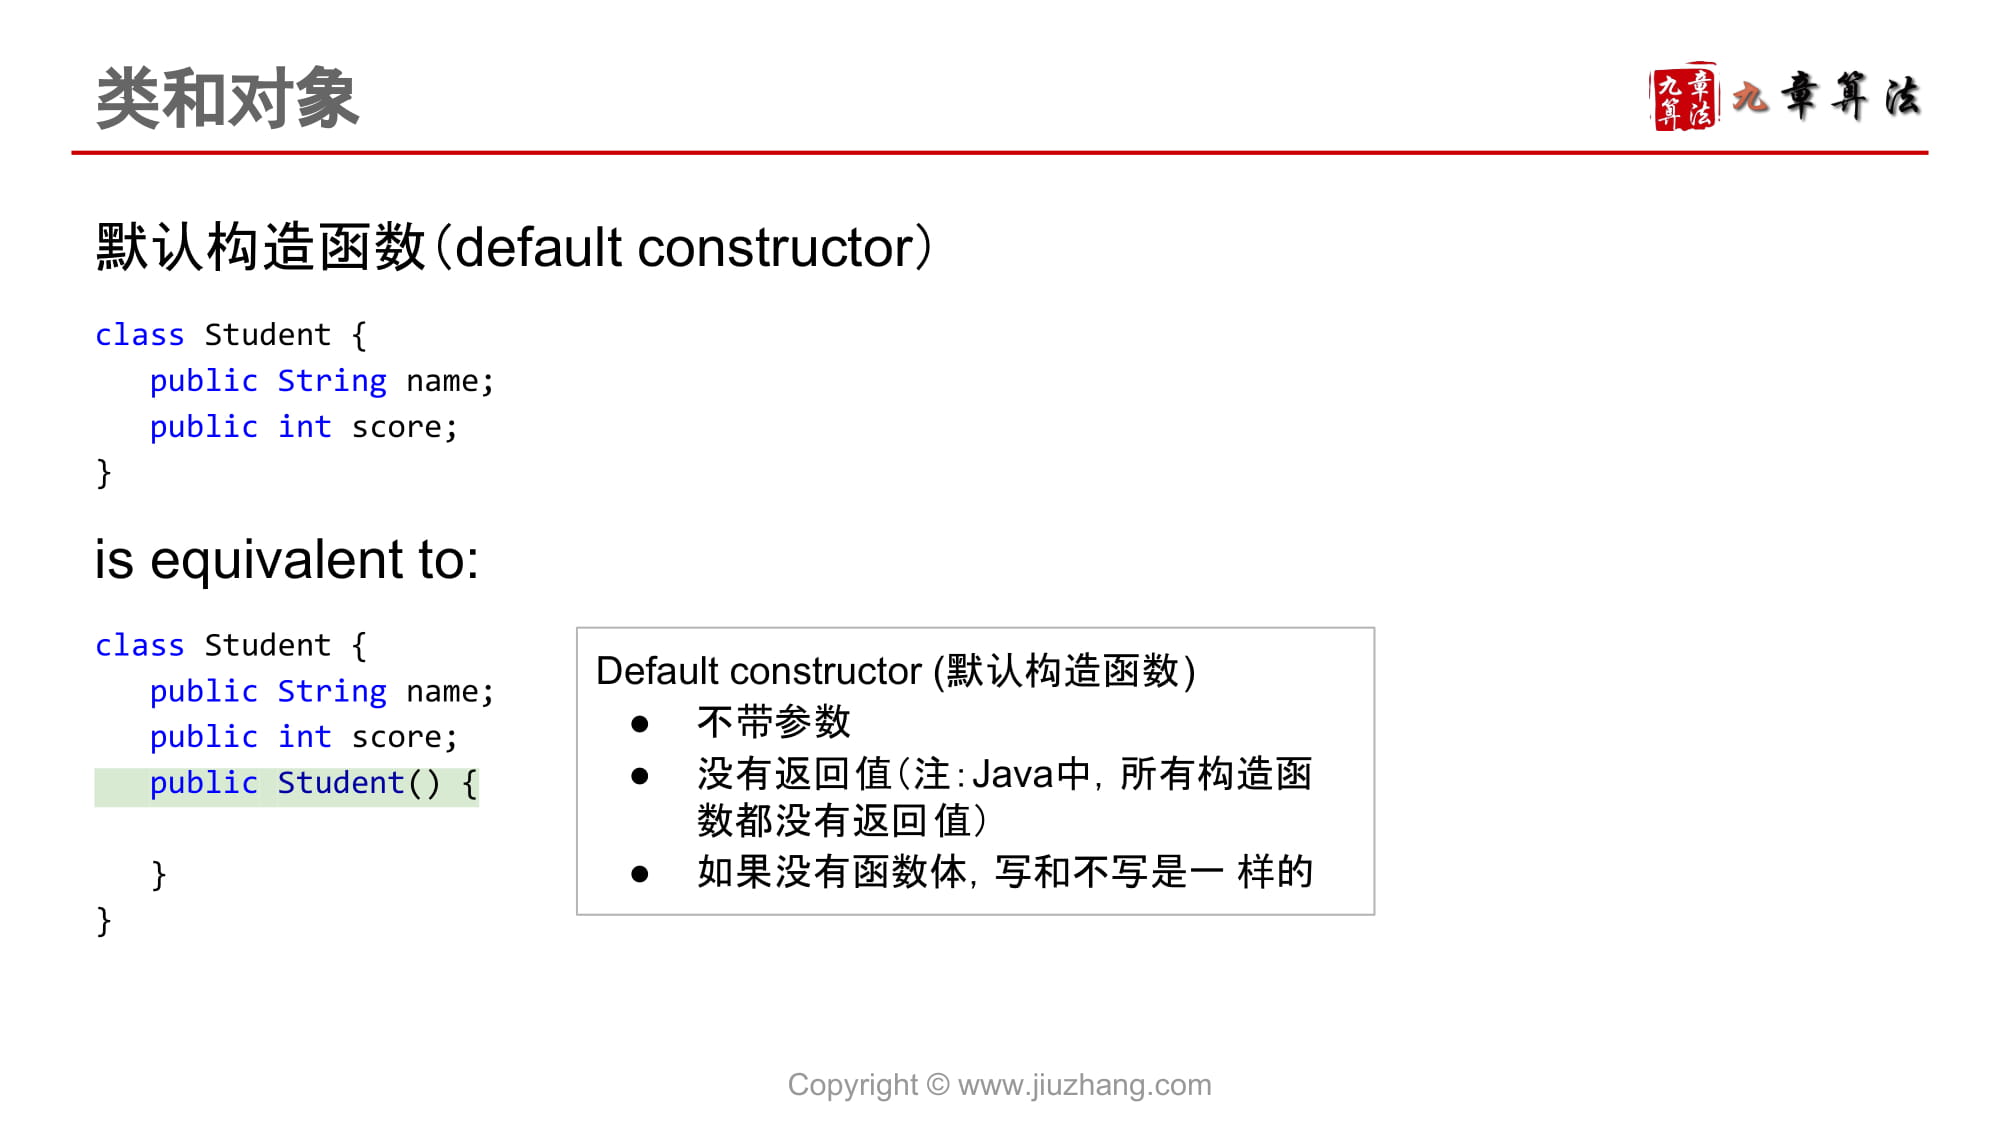 类和对象
九章
算法
九章算法
默认构造函数（default constructor）
class Student {
   public String name;
   public int score;
}
is equivalent to:
class Student {
   public String name;
   public int score;
   public Student() {
   }
}
Default constructor (默认构造函数)
● 不带参数
● 没有返回值（注：Java中，所有构造函
数都没有返回值）
● 如果没有函数体，写和不写是一 样的
Copyright © www.jiuzhang.com